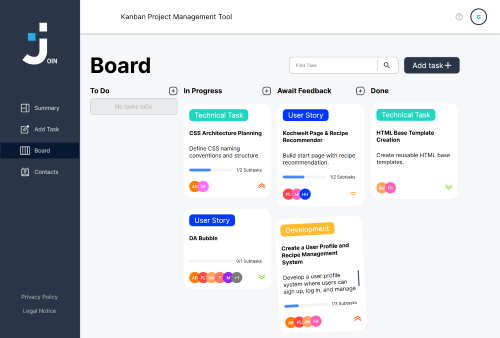 Join
Kanban Project Management Tool
G
Summary
Add Task
Board
Contacts
Privacy Policy
Legal Notice
Board
Find Task
Add task+
To Do
No tasks toDo
In Progress
Technical Task
CSS Architecture Planning
Define CSS naming
conventions and structure.
1/2 Subtasks
User Story
DA Bubble
0/1 Subtasks
+1
Await Feedback
User Story
Kochwelt Page & Recipe
Recommender
Build start page with recipe
recommendation.
1/2 Subtasks
Development
Create a User Profile and
Recipe Management
System
Develop a user profile
system where users can
sign up, log in, and manage
1/3 Subtasks
Done
Technical Task
HTML Base Template
Creation
Create reusable HTML base
templates.